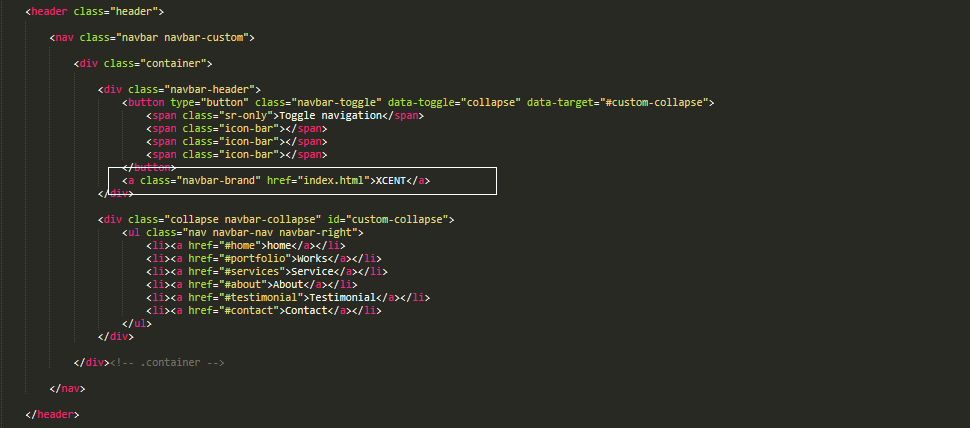 <header class="header">
<nav class="navbar navbar-custom">
<div class="container">
<div class="navbar-header">
<button type="button" class="navbar-toggle" data-toggle="collapse" data-target="#custom-collapse">
<span class="sr-only">Toggle navigation</span>
<span class="icon-bar"></span>
<span class="icon-bar"></span>
<span class="icon-bar"></span>
</button>
<a class="navbar-brand" href="index.html">XCENT</a>
</div>
<div class="collapse navbar-collapse" id="custom-collapse">
<ul class="nav navbar-nav navbar-right">
<li><a href="#home">home</a></li>
<li><a href="#portfolio">Works</a></li>
<li><a href="#services">Service</a></li>
<li><a href="#about">About</a></li>
<li><a href="#testimonial">Testimonial</a></li>
<li><a href="#contact">Contact</a></li>
</ul>
</div>
</div><!-- .container -->
</nav>
</header>